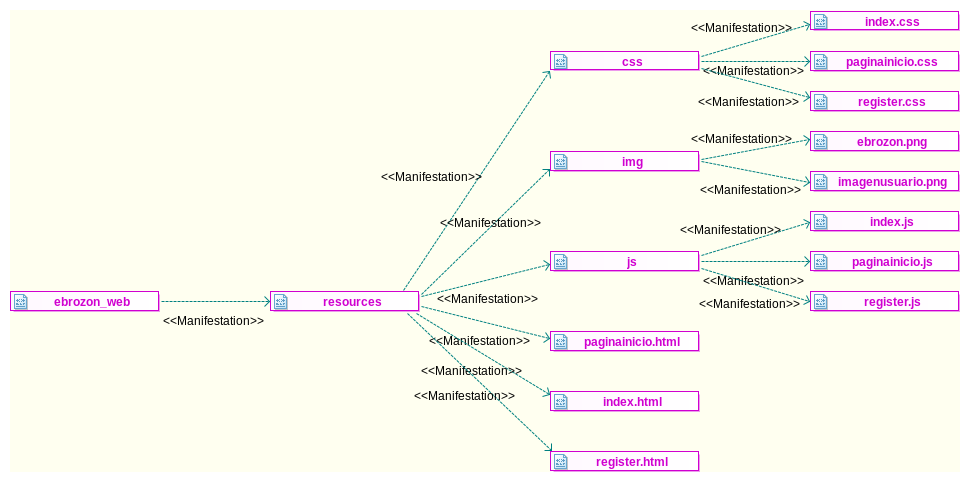 index.css
<<Manifestation>>
css
paginainicio.css
<<Manifestation>>
<<Manifestation>>
register.css
<<Manifestation>>
ebrozon.png
img
<<Manifestation>>
<<Manifestation>>
imagenusuario.png
<<Manifestation>>
index.js
<<Manifestation>>
js
paginainicio.js
<<Manifestation>>
ebrozon_web
resources
<<Manifestation>>
<<Manifestation>>
register.js
<<Manifestation>>
<<Manifestation>>
paginainicio.html
<<Manifestation>>
<<Manifestation>>
index.html
register.html